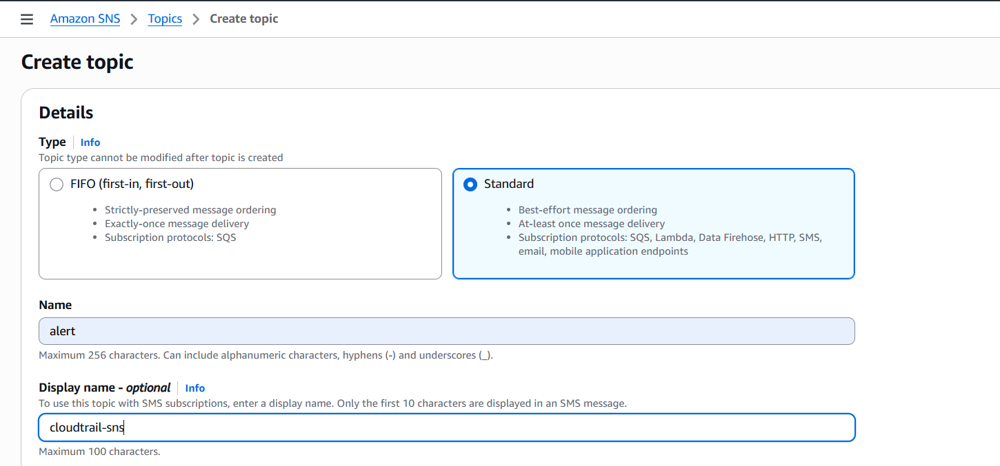 Amazon SNS > Topics > Create topic
Create topic
Details
Type Info
Topic type cannot be modified after topic is created
FIFO (first-in, first-out)
• Strictly-preserved message ordering
• Exactly-once message delivery
• Subscription protocols: SQS
Standard
• Best-effort message ordering
• At-least once message delivery
• Subscription protocols: SQS, Lambda, Data Firehose, HTTP, SMS,
email, mobile application endpoints
Name
alert
Maximum 256 characters. Can include alphanumeric characters, hyphens (-) and underscores (_).
Display name - optional Info
To use this topic with SMS subscriptions, enter a display name. Only the first 10 characters are displayed in an SMS message.
cloudtrail-sns
Maximum 100 characters.